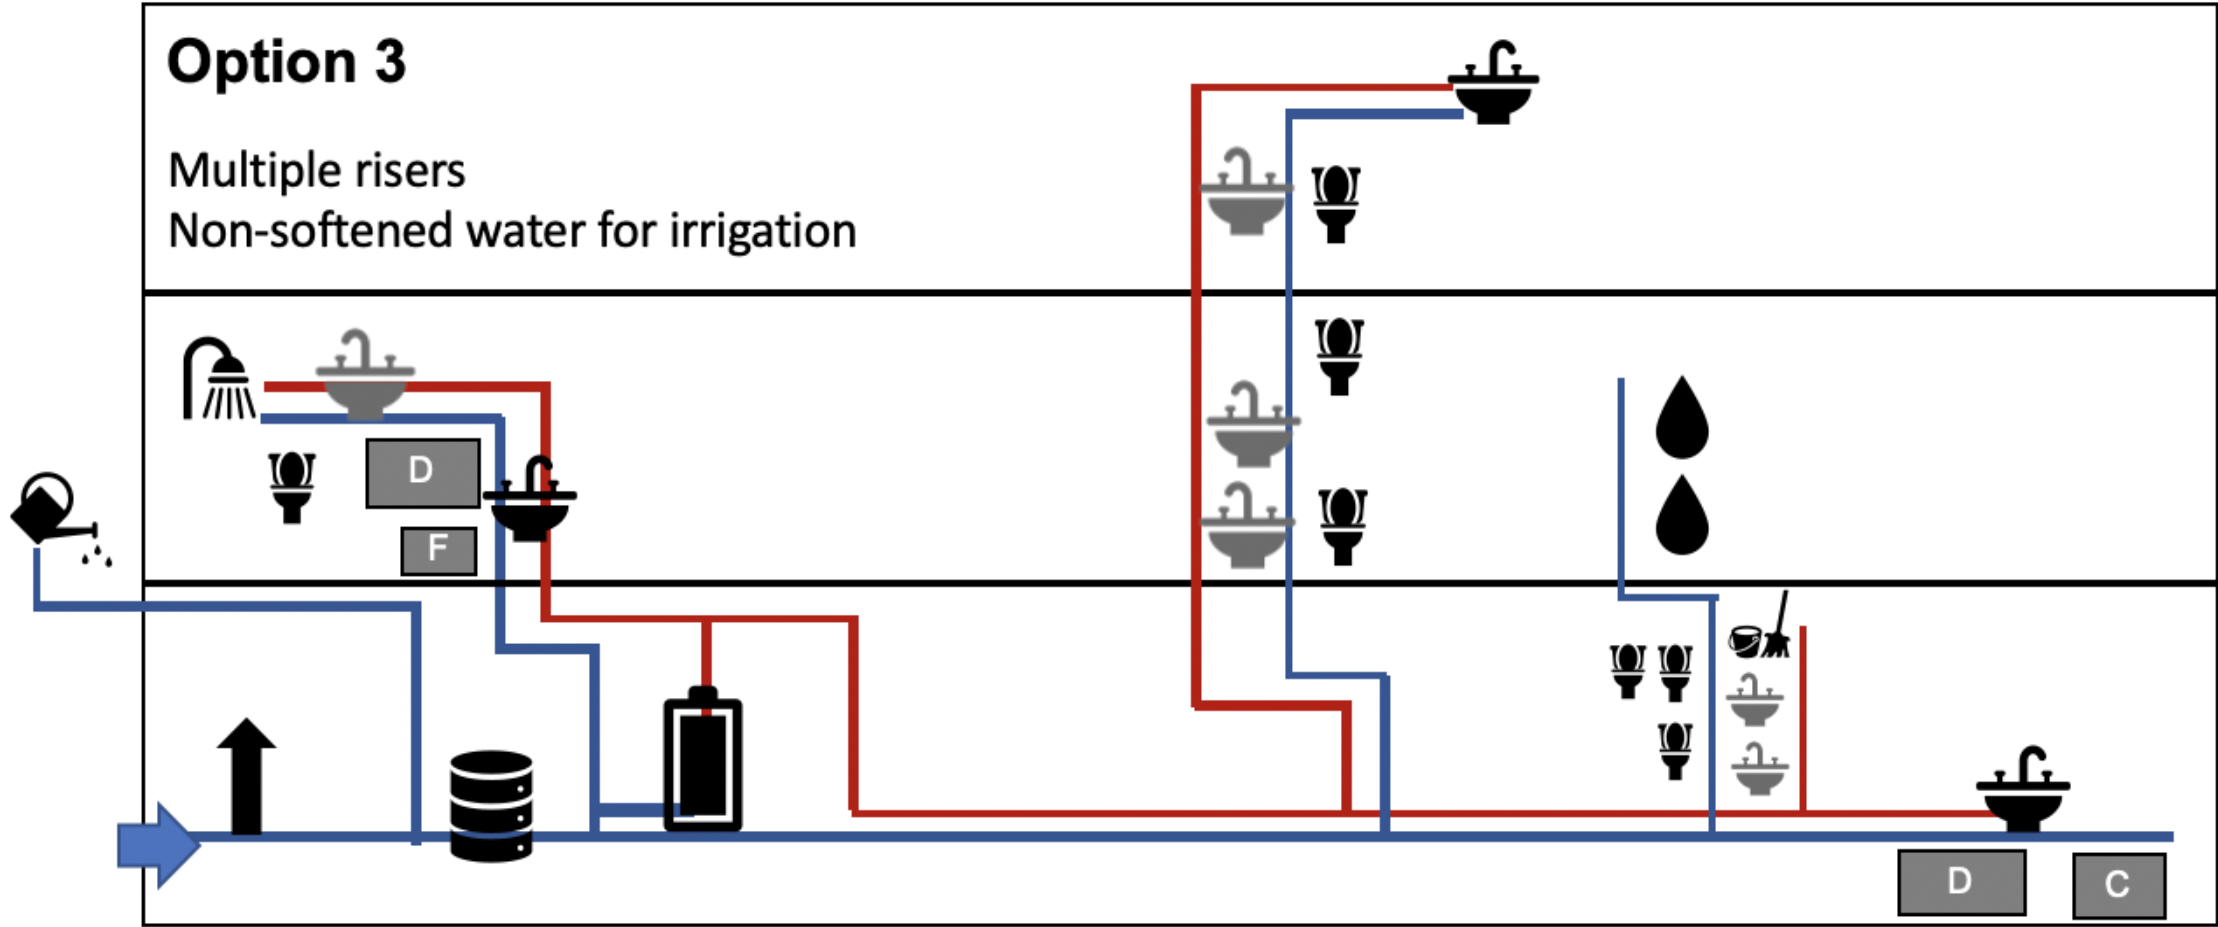 Option 3
Multiple risers
Non-softened water for irrigation
D
F
D
C